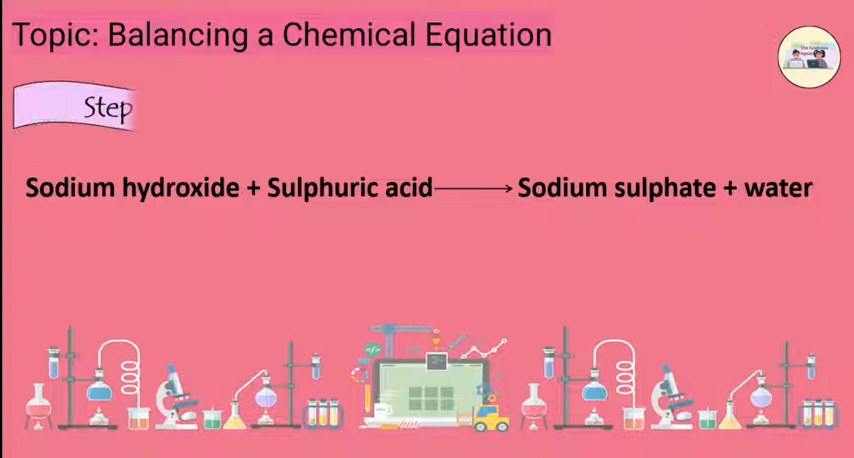 Topic: Balancing a Chemical Equation
Step
Sodium hydroxide + Sulphuric acid → Sodium sulphate + water